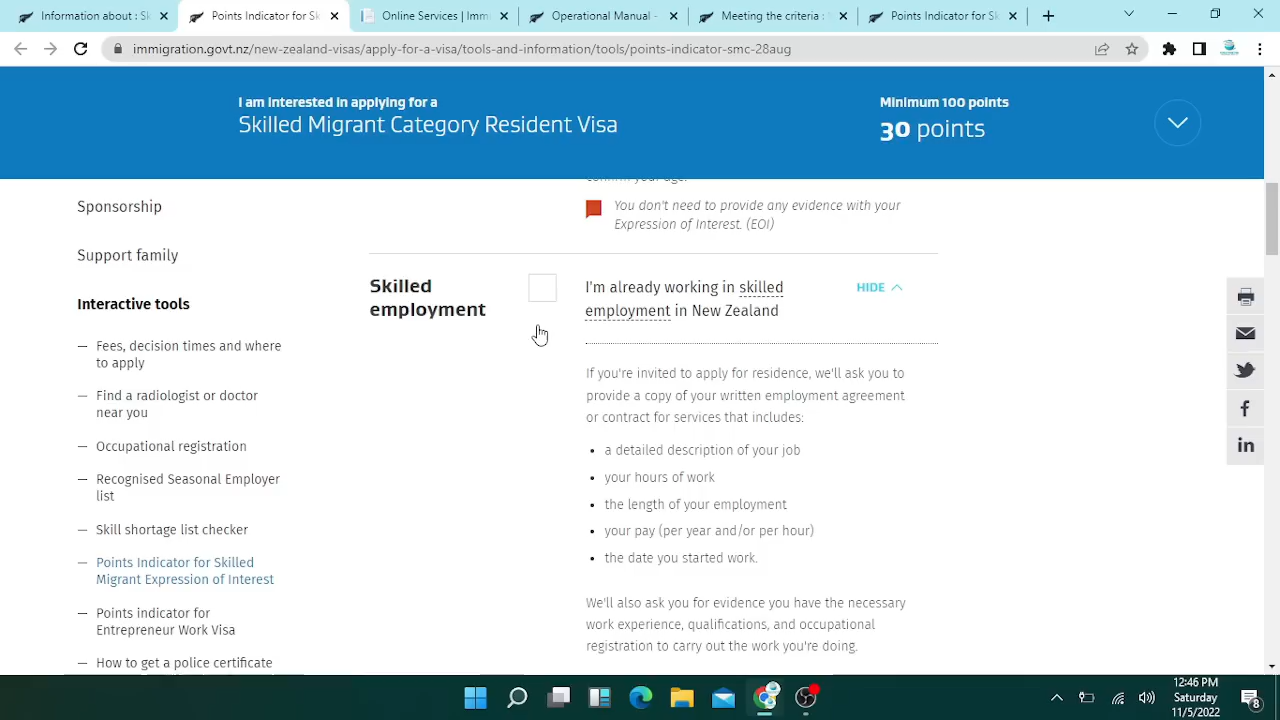 Information about : Sk
Points Indicator for Sk
Online Services | Imm
Operational Manual -
Meeting the criteria :
Points Indicator for Sk
immigration.govt.nz/new-zealand-visas/apply-for-a-visa/tools-and-information/tools/points-indicator-smc-28aug
I am interested in applying for a
Skilled Migrant Category Resident Visa
Minimum 100 points
30 points
confirm your age.
Sponsorship
Support family
Interactive tools
— Fees, decision times and where
to apply
— Find a radiologist or doctor
near you
— Occupational registration
— Recognised Seasonal Employer
list
— Skill shortage list checker
— Points Indicator for Skilled
Migrant Expression of Interest
— Points indicator for
Entrepreneur Work Visa
— How to get a police certificate
You don't need to provide any evidence with your
Expression of Interest. (EOI)
Skilled
employment
I'm already working in skilled
employment in New Zealand
HIDE
If you're invited to apply for residence, we'll ask you to
provide a copy of your written employment agreement
or contract for services that includes:
• a detailed description of your job
• your hours of work
• the length of your employment
• your pay (per year and/or per hour)
• the date you started work.
We'll also ask you for evidence you have the necessary
work experience, qualifications, and occupational
registration to carry out the work you're doing.
12:46 PM
Saturday
11/5/2022
8